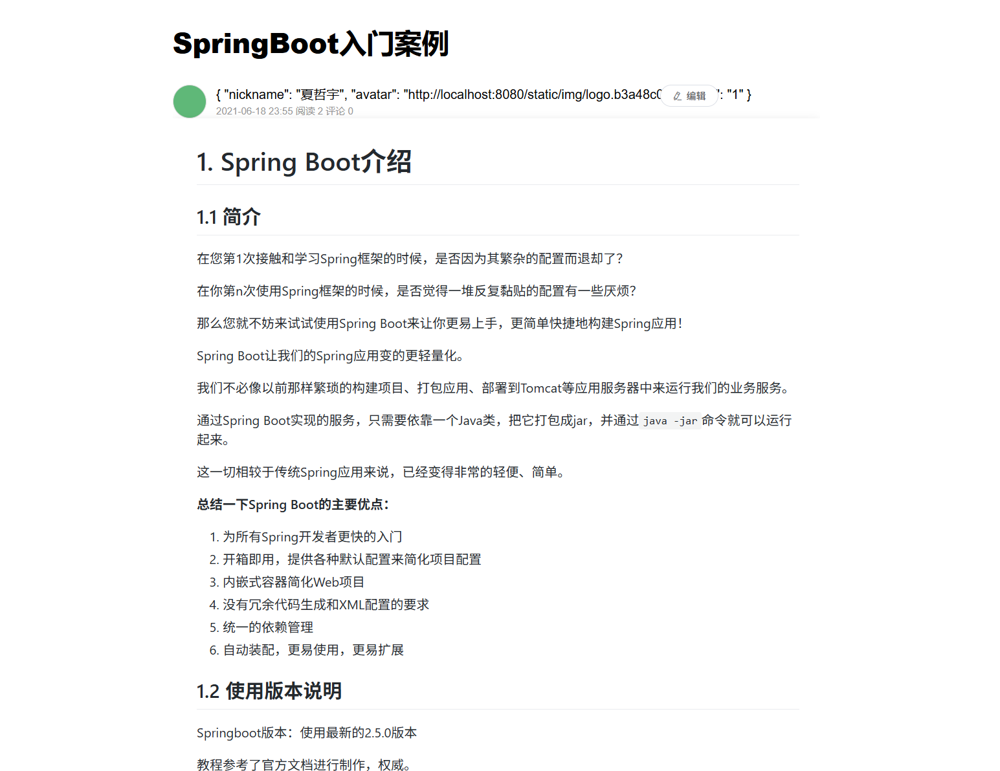 SpringBoot入门案例
{ "nickname": "夏哲宇", "avatar": "http://localhost:8080/static/img/logo.b3a48c0 编辑 ": "1" }
2021-06-18 23:55 阅读 2 评论 0
1. Spring Boot介绍
1.1 简介
在您第1次接触和学习Spring框架的时候，是否因为其繁杂的配置而退却了？
在你第n次使用Spring框架的时候，是否觉得一堆反复黏贴的配置有一些厌烦？
那么您就不妨来试试使用Spring Boot来让你更易上手，更简单快捷地构建Spring应用！
Spring Boot让我们的Spring应用变的更轻量化。
我们不必像以前那样繁琐的构建项目、打包应用、部署到Tomcat等应用服务器中来运行我们的业务服务。
通过Spring Boot实现的服务，只需要依靠一个Java类，把它打包成jar，并通过java -jar命令就可以运行
起来。
这一切相较于传统Spring应用来说，已经变得非常的轻便、简单。
总结一下Spring Boot的主要优点：
1. 为所有Spring开发者更快的入门
2. 开箱即用，提供各种默认配置来简化项目配置
3. 内嵌式容器简化Web项目
4. 没有冗余代码生成和XML配置的要求
5. 统一的依赖管理
6. 自动装配，更易使用，更易扩展
1.2 使用版本说明
Springboot版本：使用最新的2.5.0版本
教程参考了官方文档进行制作，权威。